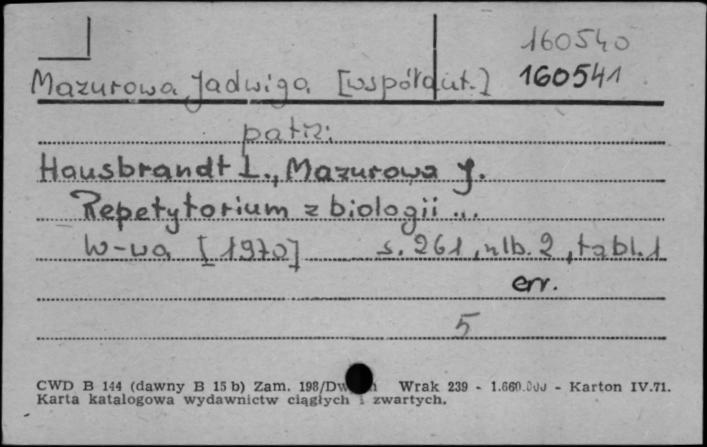 160540
Mazurowa Jadwiga [współaut.] 160541
patrz:
Hausbrandt L., Mazurowa J.
Repetytorium z biologii ...
W-wa [1970] s. 261, nlb. 2, tabl. 1
err.
5
CWD B 144 (dawny B 15 b) Zam. 198/Dw Wrak 239 - 1.660.000 - Karton IV.71.
Karta katalogowa wydawnictw ciągłych i zwartych.